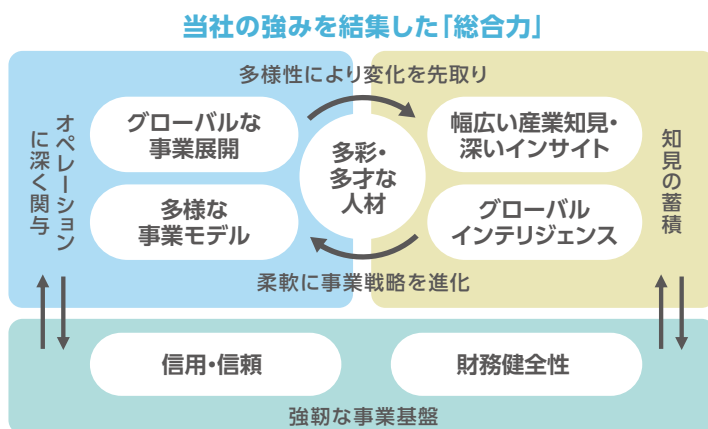 当社の強みを結集した「総合力」
多様性により変化を先取り
オペレーション
に深く関与
グローバルな
事業展開
多様な
事業モデル
多彩・
多才な
人材
幅広い産業知見・
深いインサイト
グローバル
インテリジェンス
知見の蓄積
柔軟に事業戦略を進化
信用・信頼
財務健全性
強靭な事業基盤